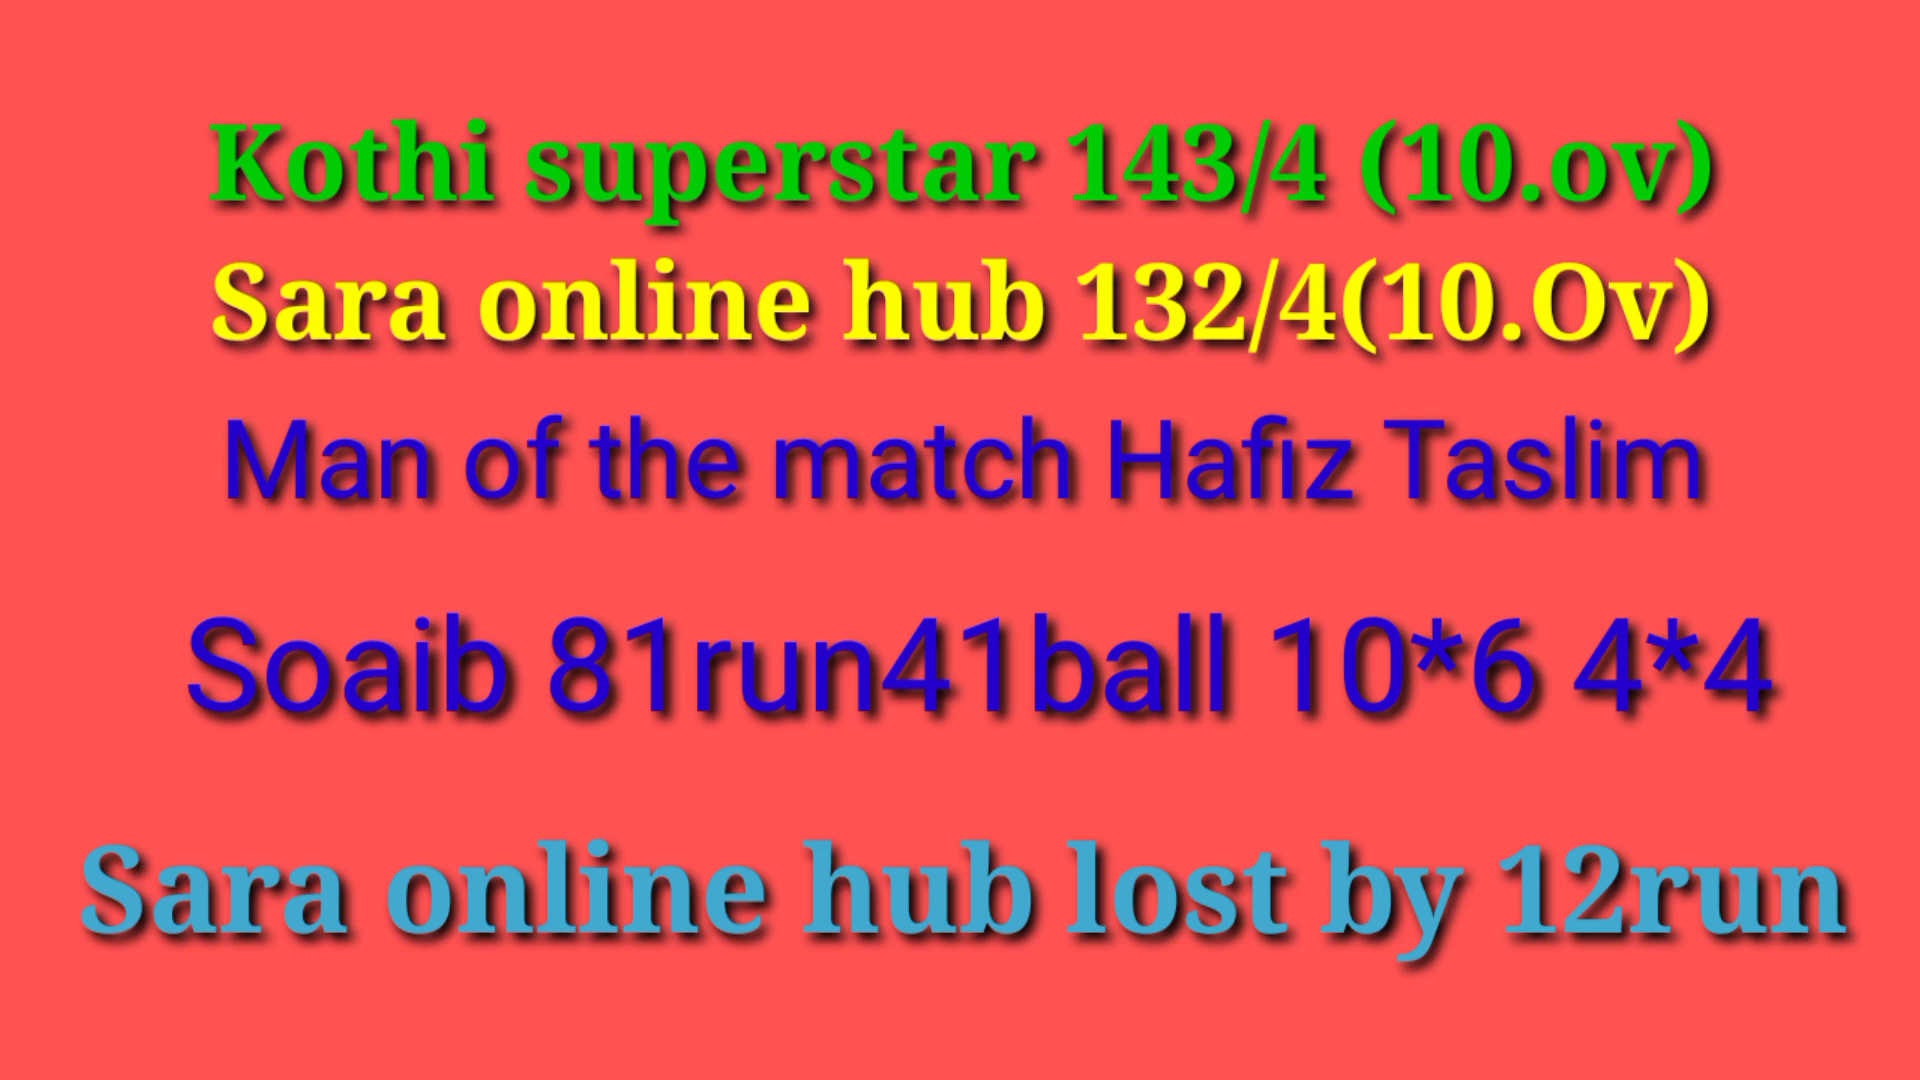 Kothi superstar 143/4 (10.ov)
Sara online hub 132/4(10.Ov)
Man of the match Hafiz Taslim
Soaib 81run41ball 10*6 4*4
Sara online hub lost by 12run